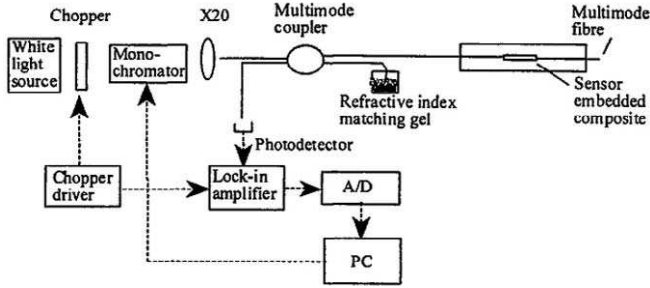 Chopper
X20
Multimode
coupler
Multimode
fibre
White
light
source
Mono-
chromator
Refractive index
matching gel
Sensor
embedded
composite
Photodetector
Chopper
driver
Lock-in
amplifier
A/D
PC